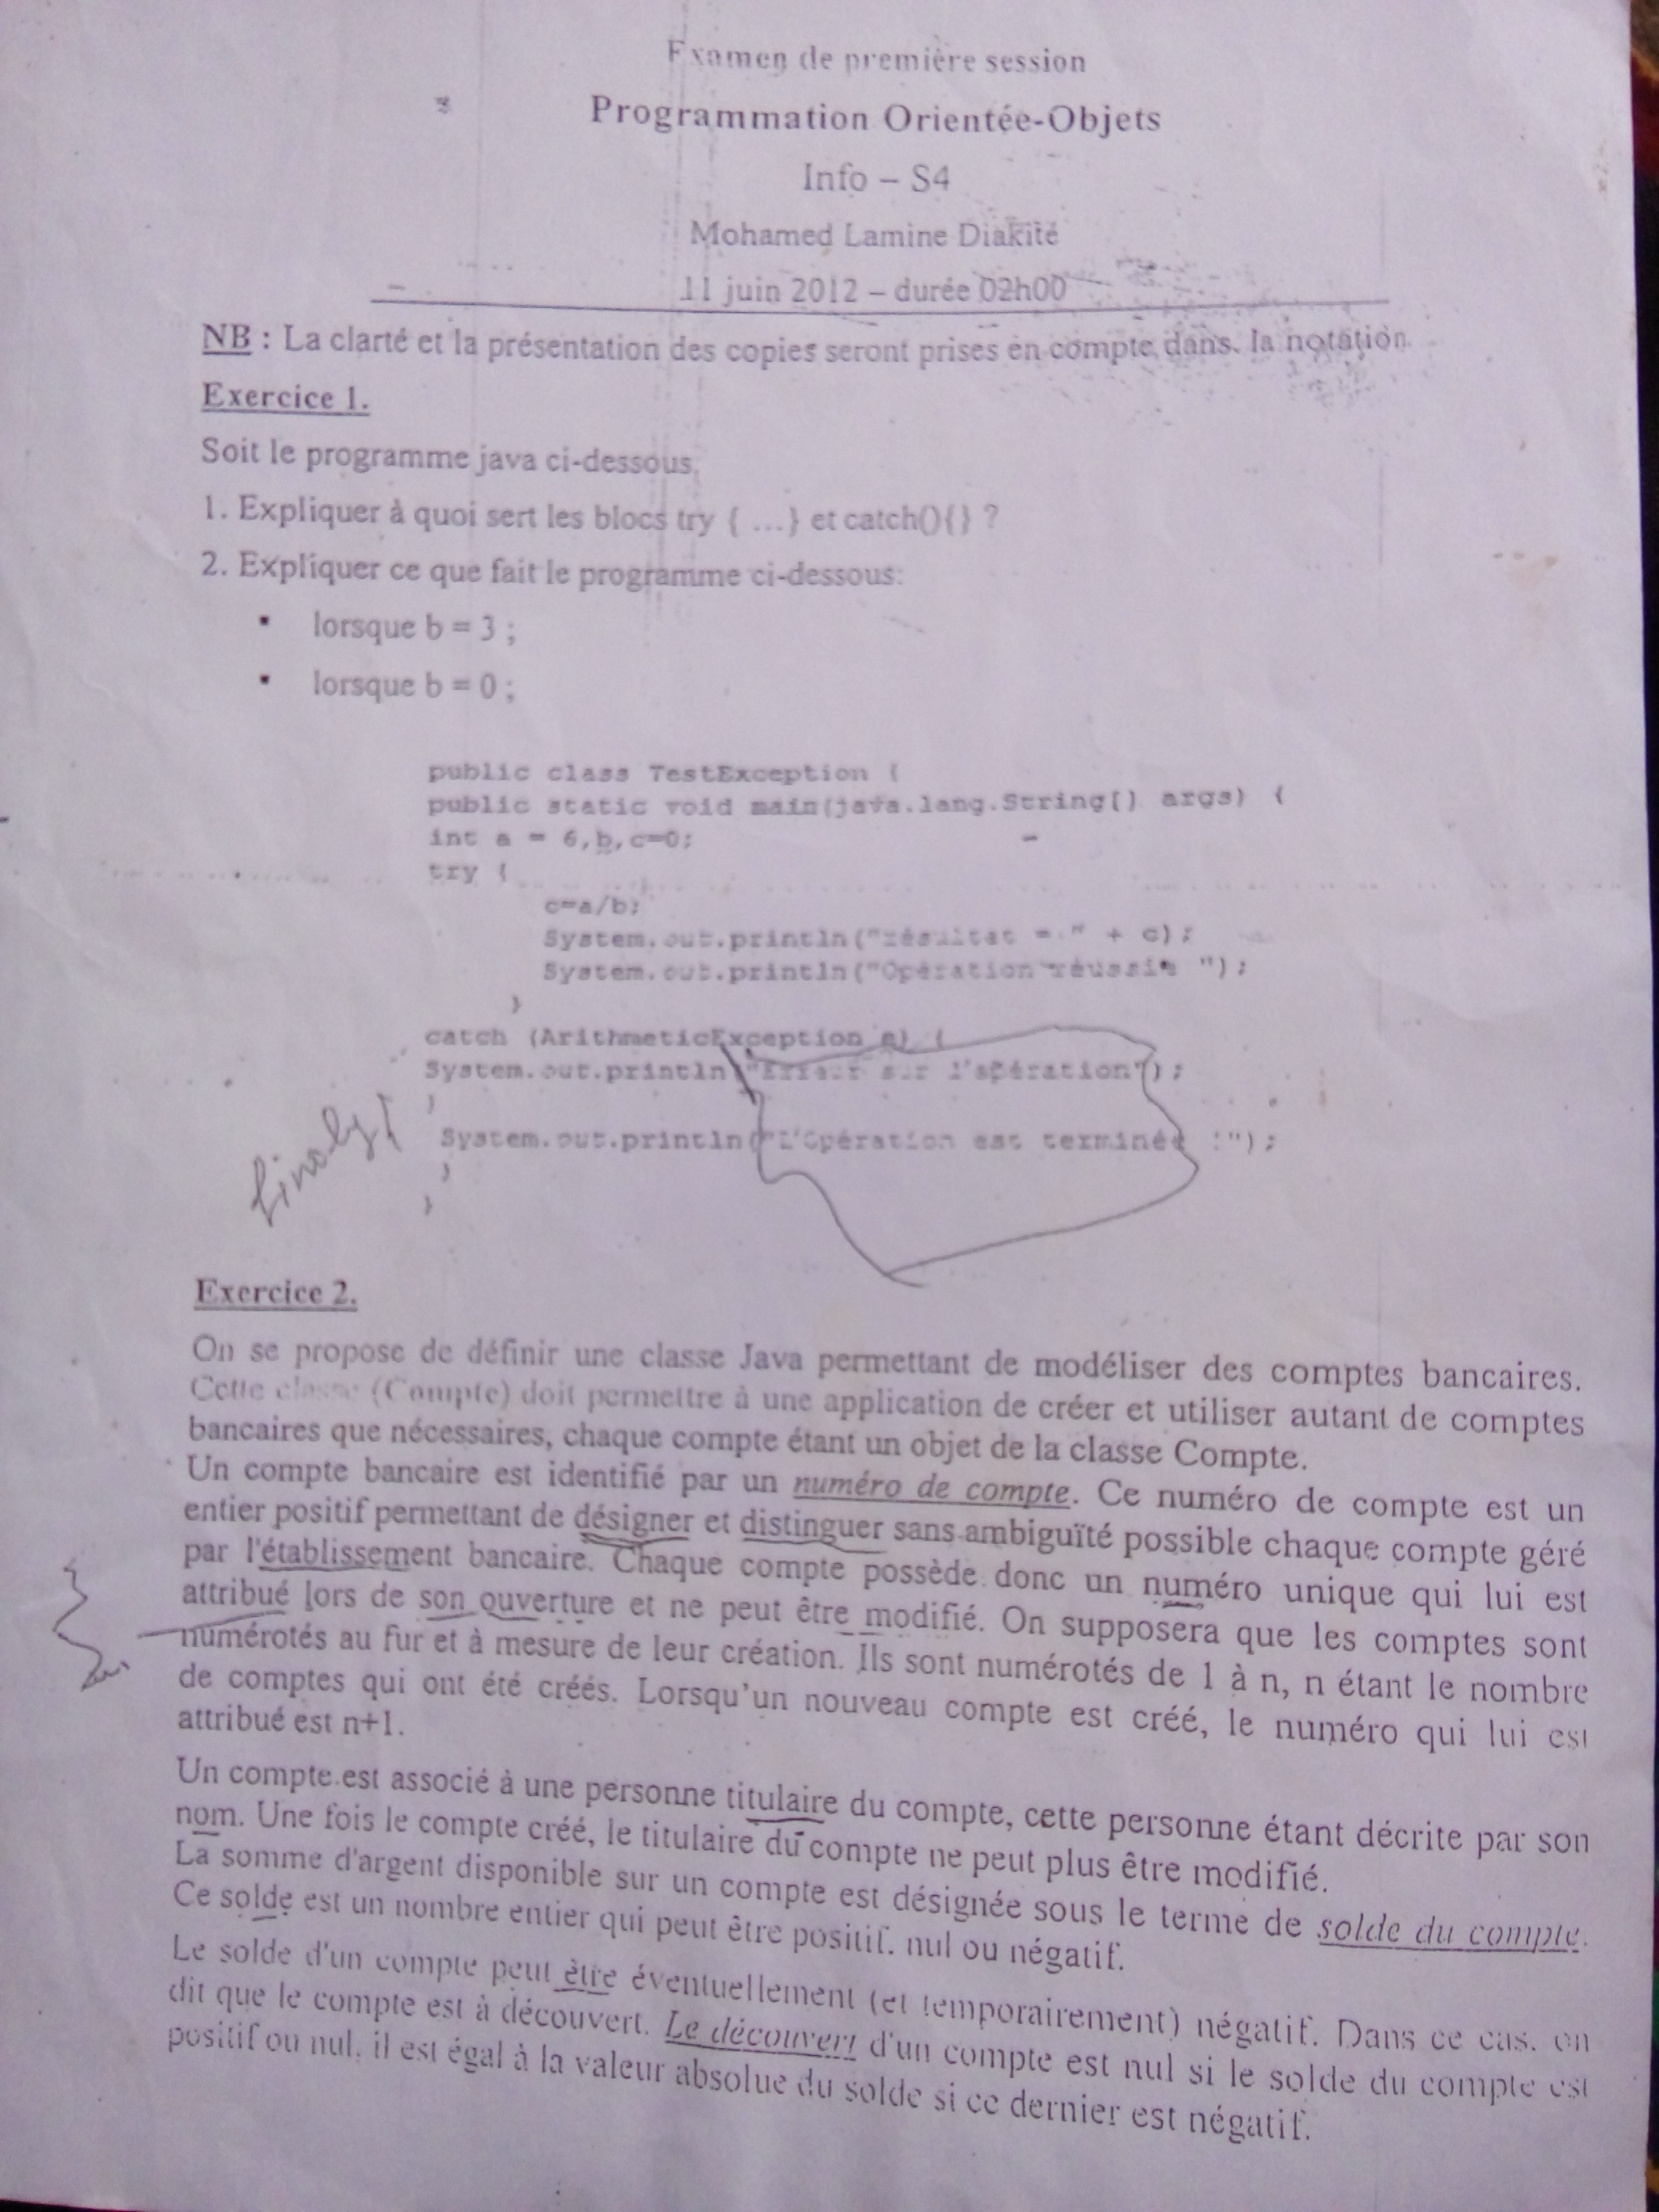 Examen de première session
Programmation Orientée-Objets
Info – S4
Mohamed Lamine Diakité
11 juin 2012 – durée 02h00
NB : La clarté et la présentation des copies seront prises en compte dans la notation
Exercice 1.
Soit le programme java ci-dessous.
1. Expliquer à quoi sert les blocs try { ...} et catch(){} ?
2. Expliquer ce que fait le programme ci-dessous:
▪ lorsque b = 3 ;
▪ lorsque b = 0 ;
public class TestException {
public static void main(java.lang.String[] args) {
int a = 6,b,c=0;
try {
c=a/b;
System.out.println("résultat = " + c);
System.out.println("Opération réussie ");
}
catch (ArithmeticException e) {
System.out.println("Erreur sur l'opération");
}
finaly{
System.out.println("L'Opération est terminée !");
}
}
Exercice 2.
On se propose de définir une classe Java permettant de modéliser des comptes bancaires.
Cette classe (Compte) doit permettre à une application de créer et utiliser autant de comptes
bancaires que nécessaires, chaque compte étant un objet de la classe Compte.
Un compte bancaire est identifié par un numéro de compte. Ce numéro de compte est un
entier positif permettant de désigner et distinguer sans ambiguïté possible chaque compte géré
par l'établissement bancaire. Chaque compte possède donc un numéro unique qui lui est
attribué lors de son ouverture et ne peut être modifié. On supposera que les comptes sont
numérotés au fur et à mesure de leur création. Ils sont numérotés de 1 à n, n étant le nombre
de comptes qui ont été créés. Lorsqu'un nouveau compte est créé, le numéro qui lui est
attribué est n+1.
Un compte est associé à une personne titulaire du compte, cette personne étant décrite par son
nom. Une fois le compte créé, le titulaire du compte ne peut plus être modifié.
La somme d'argent disponible sur un compte est désignée sous le terme de solde du compte.
Ce solde est un nombre entier qui peut être positif, nul ou négatif.
Le solde d'un compte peut être éventuellement (et temporairement) négatif. Dans ce cas, on
dit que le compte est à découvert. Le découvert d'un compte est nul si le solde du compte est
positif ou nul, il est égal à la valeur absolue du solde si ce dernier est négatif.